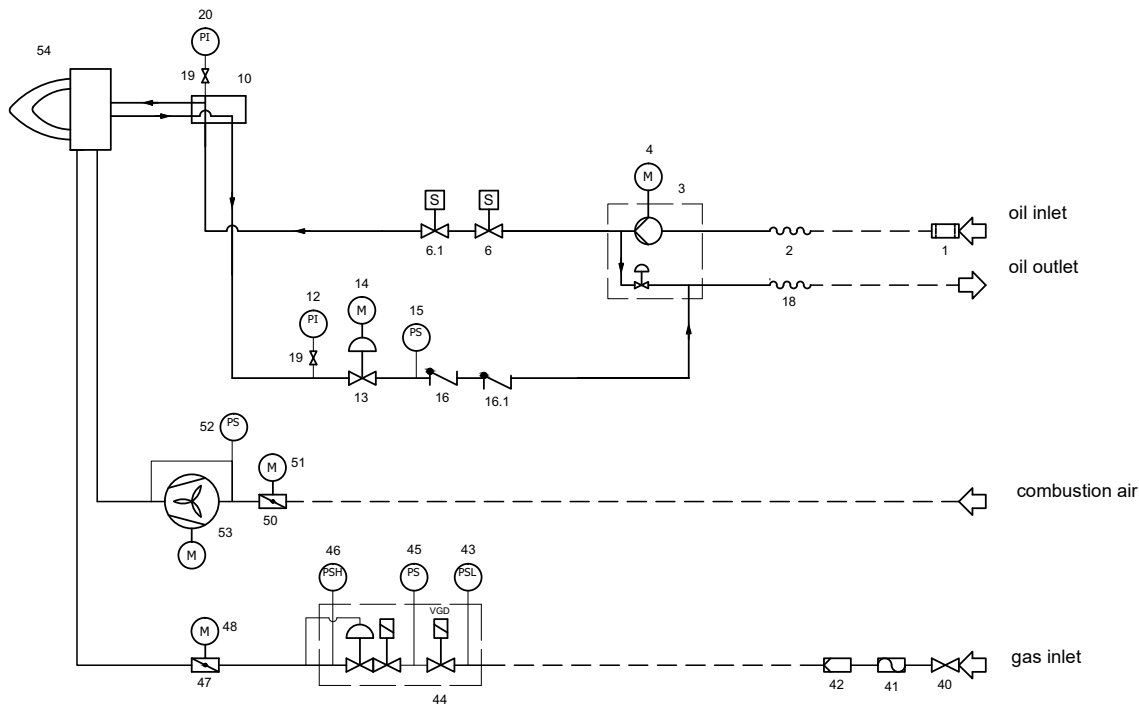 20
PI
54
19
10
4
M
3
S
S
6.1
6
2
1
oil inlet
oil outlet
18
14
12
M
15
PI
PS
19
13
16
16.1
52
PS
M
51
50
53
M
combustion air
46
45
43
PSH
PS
PSL
VGD
M
48
47
44
42
41
40
gas inlet